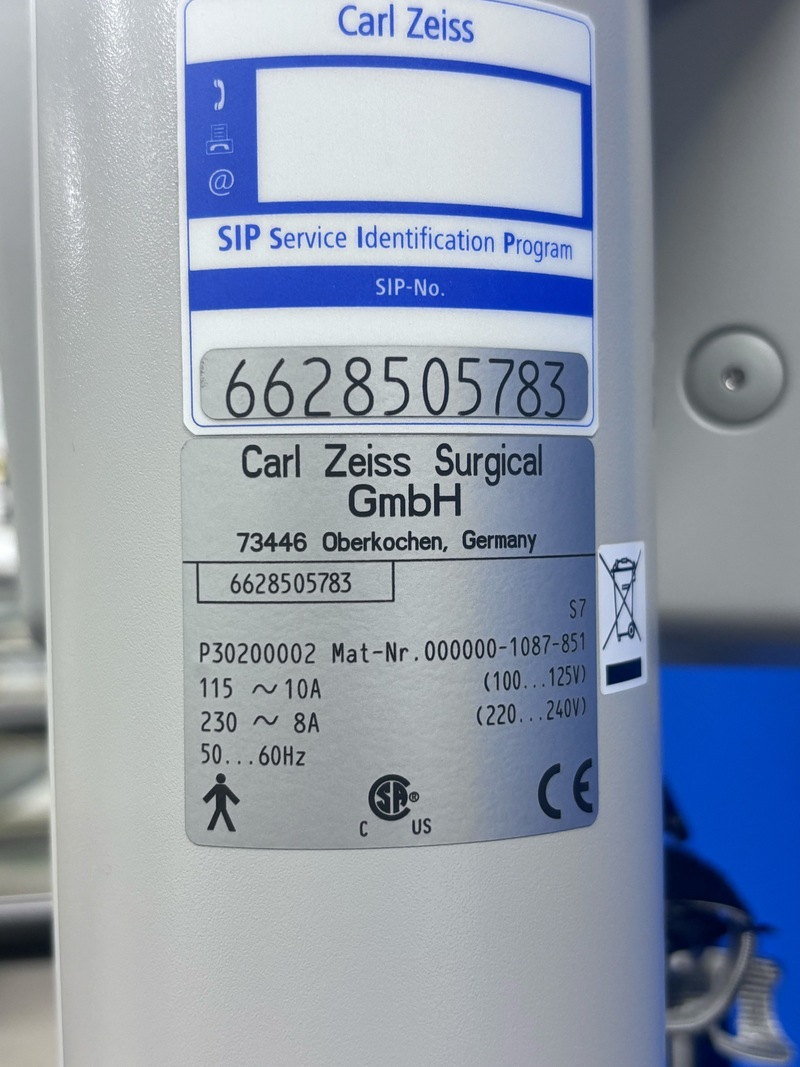 Carl Zeiss
@
SIP Service Identification Program
SIP-No.
6628505783
Carl Zeiss Surgical
GmbH
73446 Oberkochen, Germany
6628505783
S7
P30200002 Mat-Nr.000000-1087-851
115 ~ 10A (100...125V)
230 ~ 8A (220...240V)
50...60Hz
SA®
C US
CE